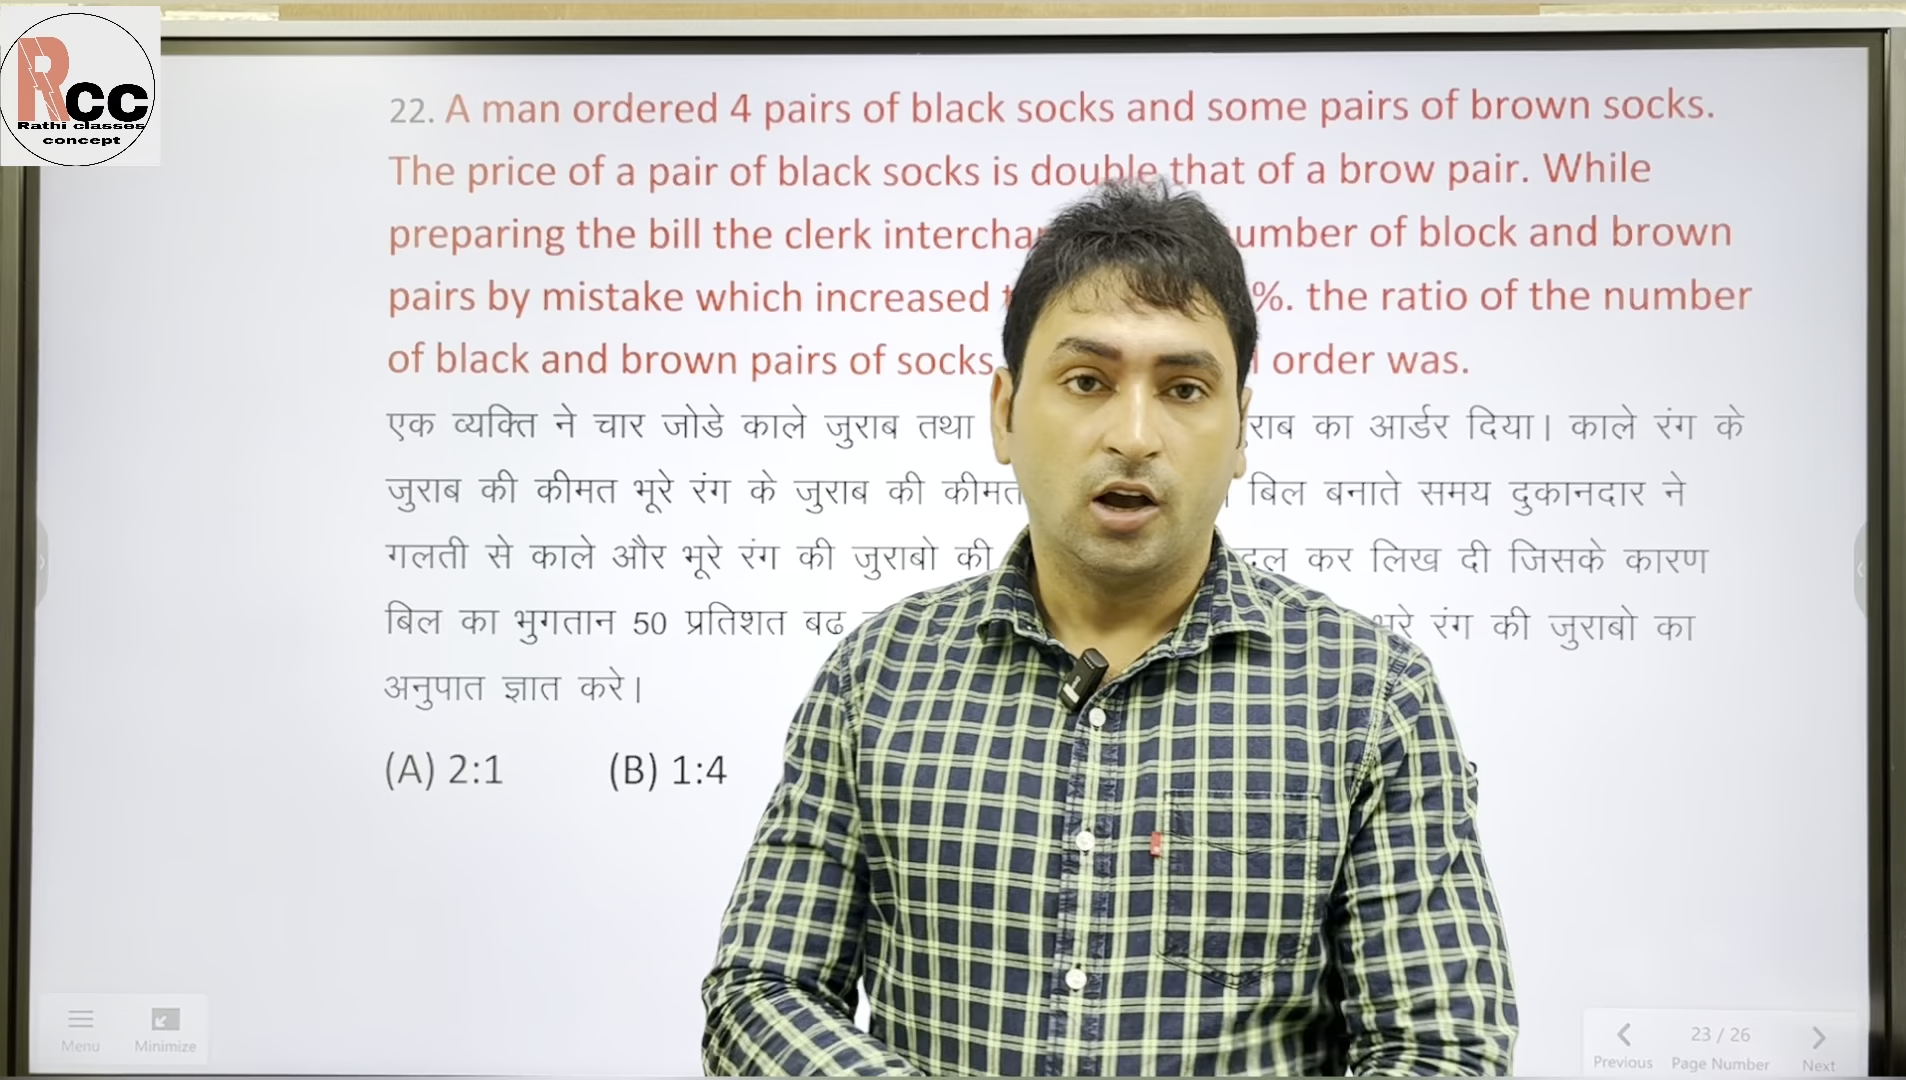 Rcc
Rathi classes
concept
22. A man ordered 4 pairs of black socks and some pairs of brown socks.
The price of a pair of black socks is double that of a brow pair. While
preparing the bill the clerk of block and brown
pairs by mistake which increased %. the ratio of the number
of black and brown pairs of socks order was.
एक व्यक्ति ने चार जोडे काले जुराब तथा का आर्डर दिया। काले रंग के
जुराब की कीमत भूरे रंग के जुराब की कीमत बिल बनाते समय दुकानदार ने
गलती से काले और भूरे रंग की जुराबो की कर लिख दी जिसके कारण
बिल का भुगतान 50 प्रतिशत बढ रंग की जुराबो का
अनुपात ज्ञात करे।
(A) 2:1 (B) 1:4
Menu Minimize
23 / 26
Previous Page Number Next